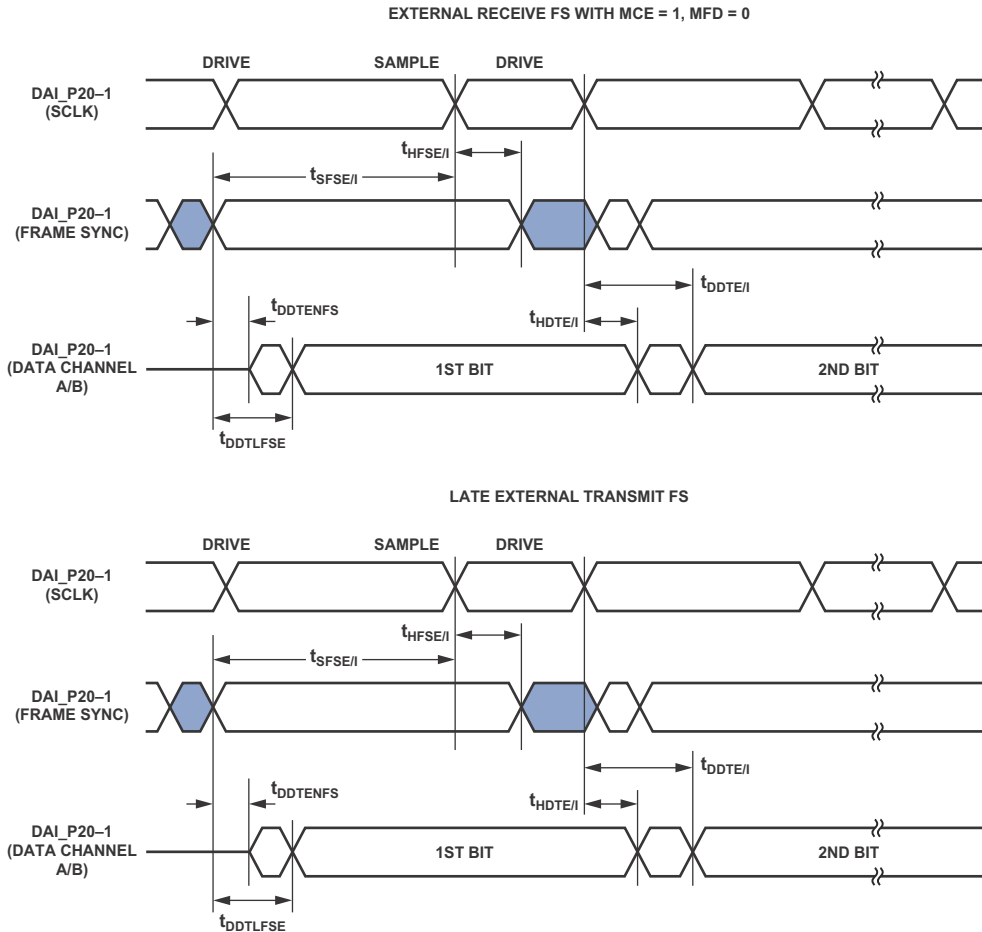 EXTERNAL RECEIVE FS WITH MCE = 1, MFD = 0
DRIVE SAMPLE DRIVE
DAI_P20–1
(SCLK)
tHFSE/I
tSFSE/I
DAI_P20–1
(FRAME SYNC)
tDDTE/I
tDDTENFS
tHDTE/I
DAI_P20–1
(DATA CHANNEL
A/B)
1ST BIT 2ND BIT
tDDTLFSE
LATE EXTERNAL TRANSMIT FS
DRIVE SAMPLE DRIVE
DAI_P20–1
(SCLK)
tHFSE/I
tSFSE/I
DAI_P20–1
(FRAME SYNC)
tDDTE/I
tDDTENFS
tHDTE/I
DAI_P20–1
(DATA CHANNEL
A/B)
1ST BIT 2ND BIT
tDDTLFSE